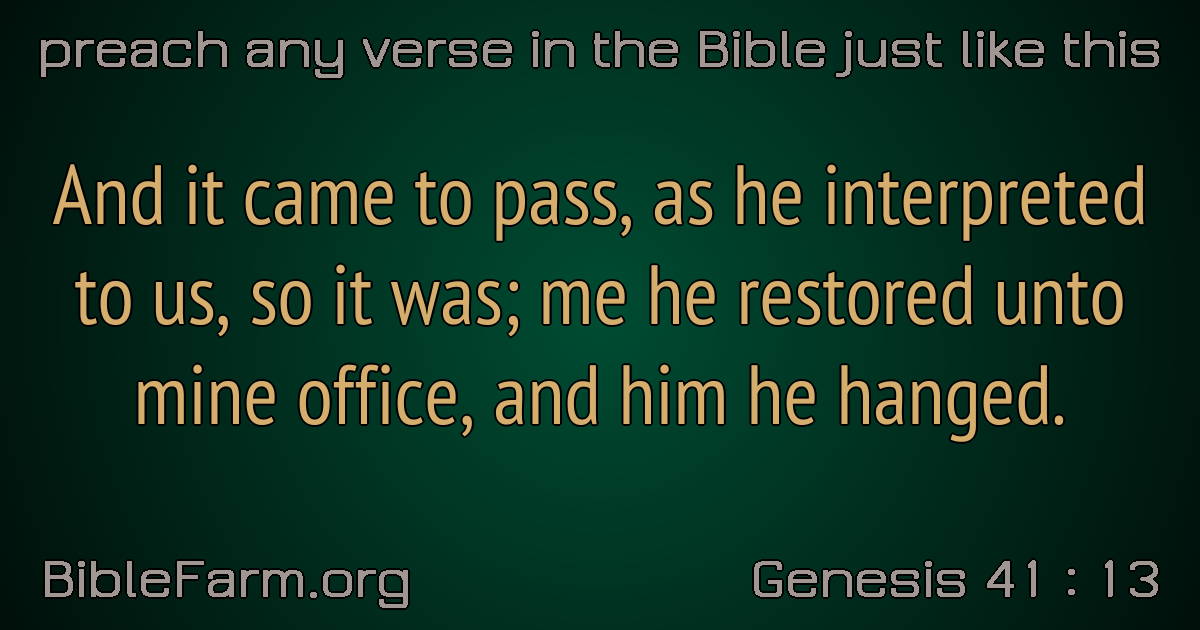 preach any verse in the Bible just like this
And it came to pass, as he interpreted
to us, so it was; me he restored unto
mine office, and him he hanged.
BibleFarm.org
Genesis 41 : 13